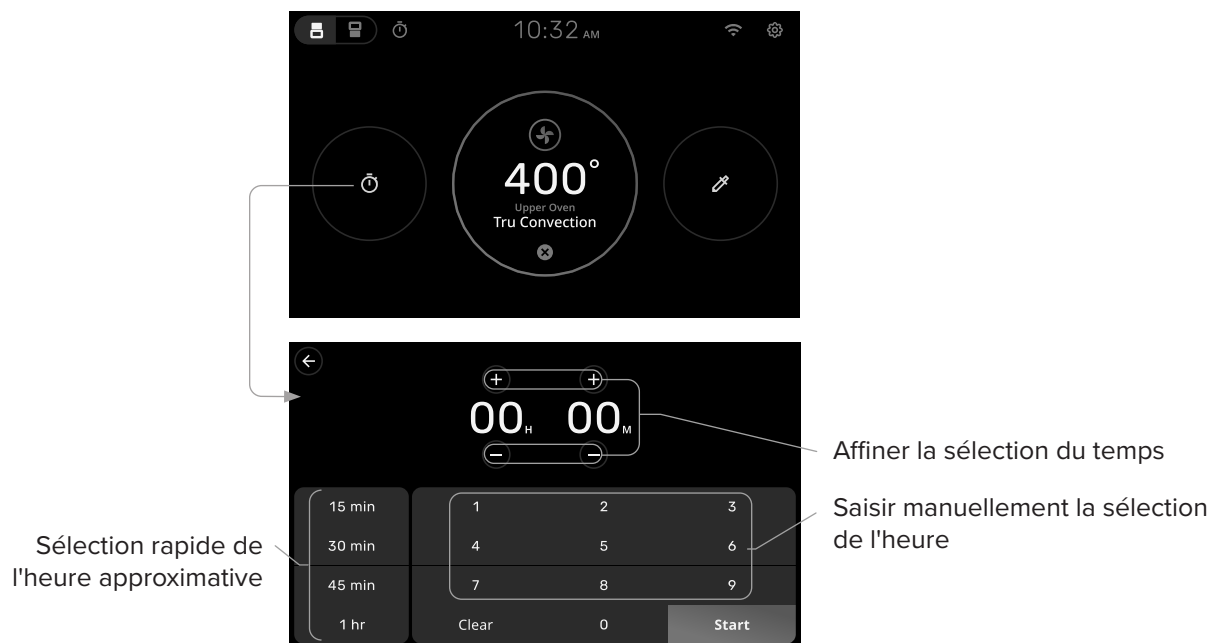 10:32 AM
400°
Upper Oven
Tru Convection
00 H 00 M
Affiner la sélection du temps
Saisir manuellement la sélection
de l'heure
Sélection rapide de
l'heure approximative
15 min
30 min
45 min
1 hr
1 2 3
4 5 6
7 8 9
Clear 0 Start